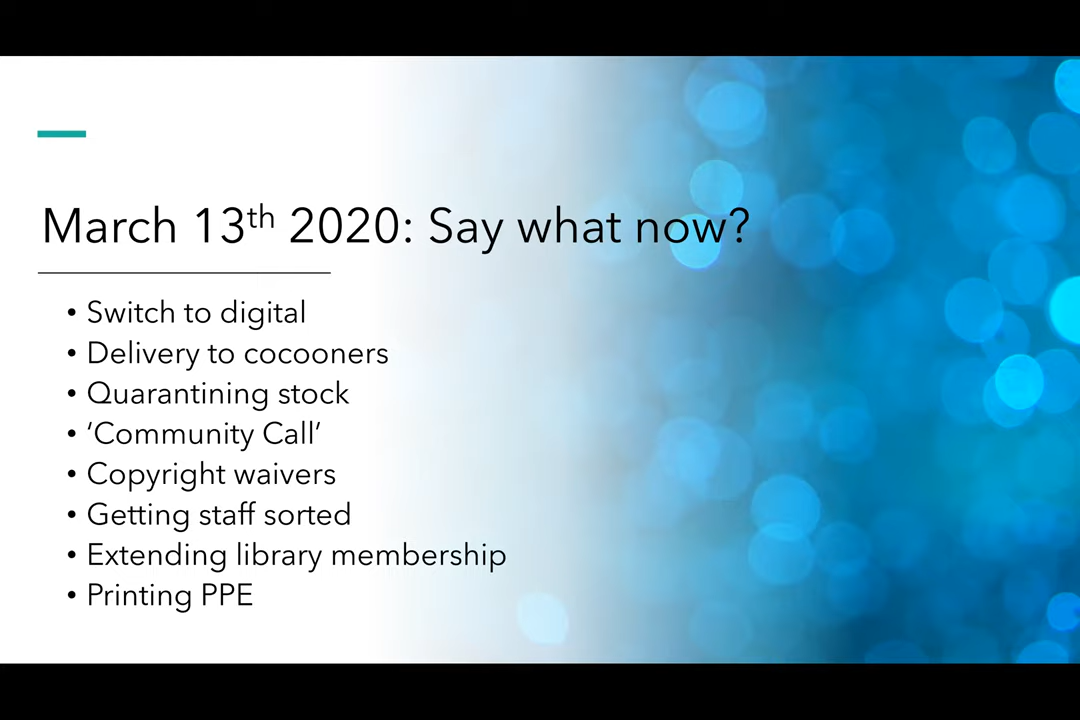 March 13th 2020: Say what now?
• Switch to digital
• Delivery to cocooners
• Quarantining stock
• ‘Community Call’
• Copyright waivers
• Getting staff sorted
• Extending library membership
• Printing PPE